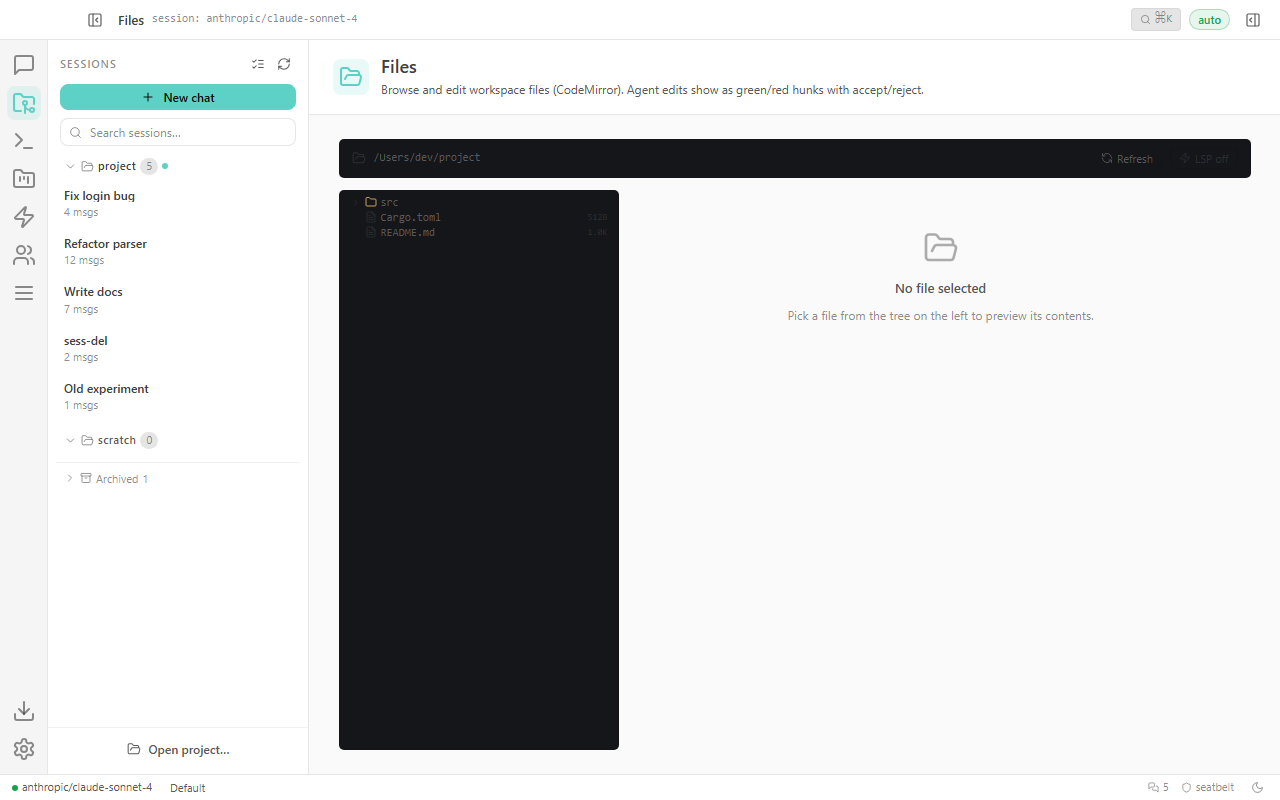 Files session: anthropic/claude-sonnet-4
⌘K
auto
SESSIONS
New chat
Search sessions...
project 5
Fix login bug
4 msgs
Refactor parser
12 msgs
Write docs
7 msgs
sess-del
2 msgs
Old experiment
1 msgs
scratch 0
Archived 1
Open project...
Files
Browse and edit workspace files (CodeMirror). Agent edits show as green/red hunks with accept/reject.
/Users/dev/project
Refresh
LSP off
src
Cargo.toml 512B
README.md 1.0K
No file selected
Pick a file from the tree on the left to preview its contents.
anthropic/claude-sonnet-4 Default
5 seatbelt